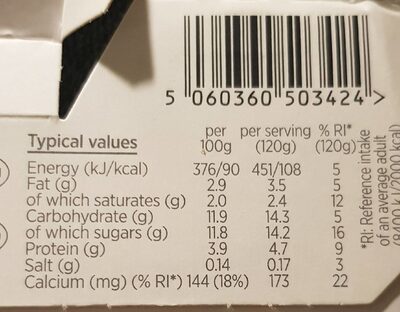 5 060360 503424 >
Typical values per 100g per serving (120g) % RI* (120g)
Energy (kJ/kcal) 376/90 451/108 5
Fat (g) 2.9 3.5 5
of which saturates (g) 2.0 2.4 12
Carbohydrate (g) 11.9 14.3 5
of which sugars (g) 11.8 14.2 16
Protein (g) 3.9 4.7 9
Salt (g) 0.14 0.17 3
Calcium (mg) (% RI*) 144 (18%) 173 22
*RI: Reference intake
of an average adult
(8400 kJ/2000 kcal)